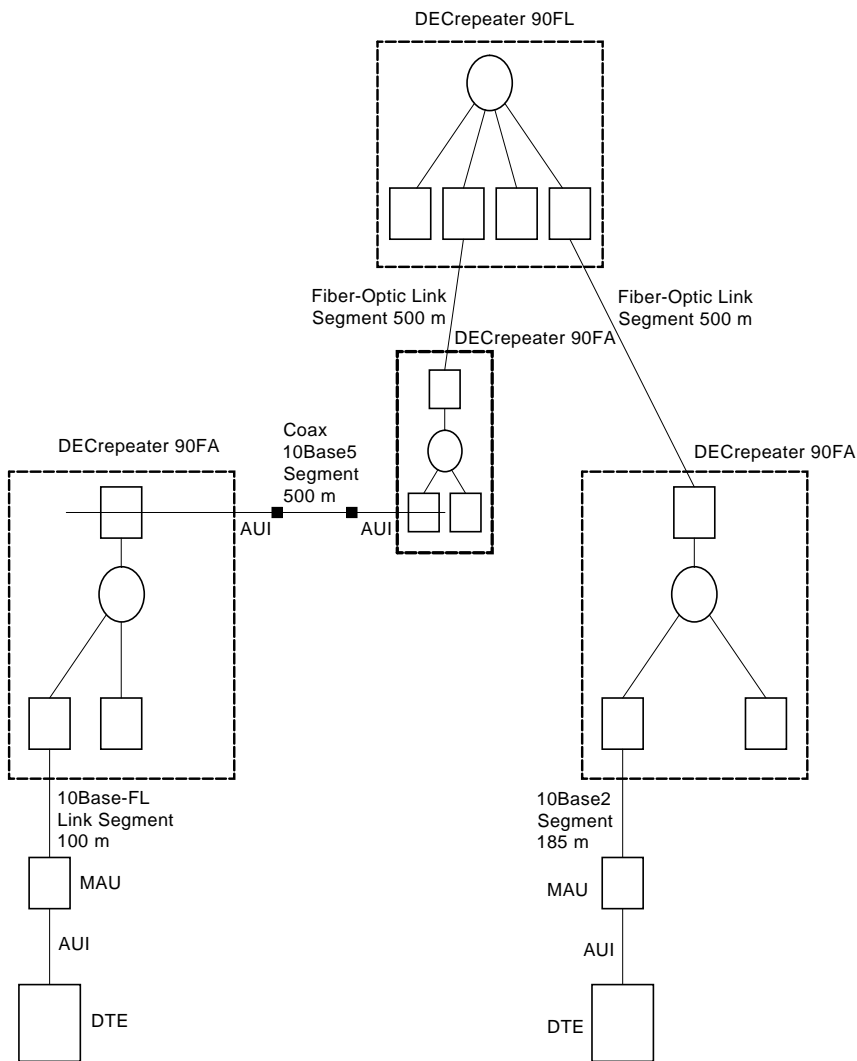 DECrepeater 90FL
Fiber-Optic Link
Segment 500 m
Fiber-Optic Link
Segment 500 m
DECrepeater 90FA
Coax
10Base5
Segment
500 m
DECrepeater 90FA
DECrepeater 90FA
AUI
AUI
10Base-FL
Link Segment
100 m
10Base2
Segment
185 m
MAU
MAU
AUI
AUI
DTE
DTE